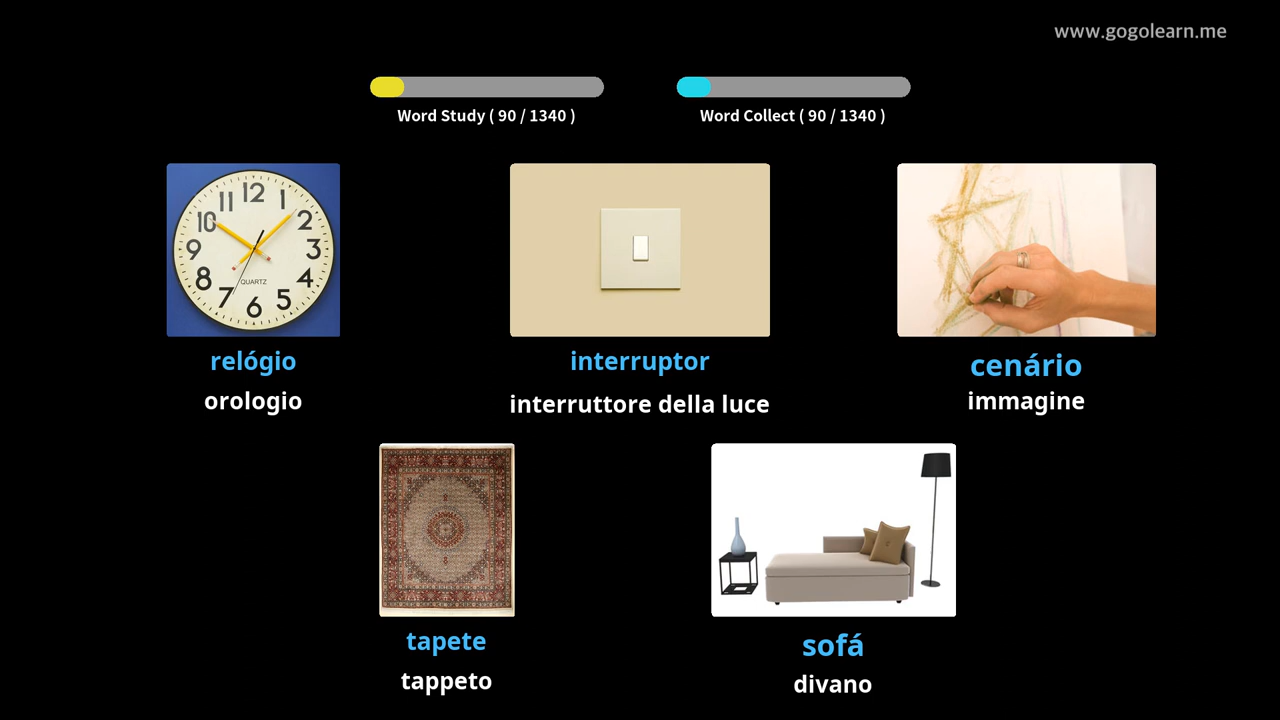 www.gogolearn.me
Word Study ( 90 / 1340 )
Word Collect ( 90 / 1340 )
12
11
1
10
2
9
3
8
4
QUARTZ
7
5
6
relógio
interruptor
cenário
orologio
interruttore della luce
immagine
tapete
sofá
tappeto
divano